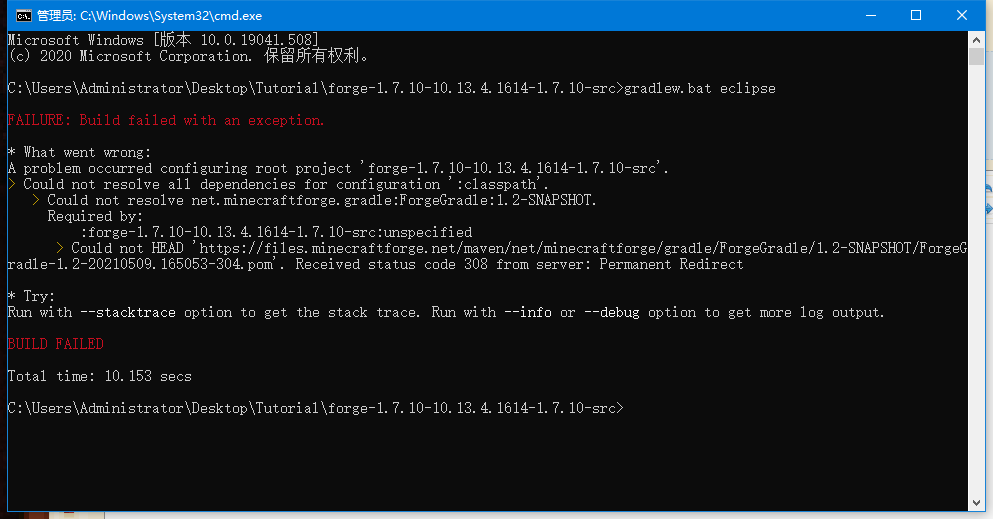 管理员: C:\Windows\System32\cmd.exe
Microsoft Windows [版本 10.0.19041.508]
(c) 2020 Microsoft Corporation. 保留所有权利。
C:\Users\Administrator\Desktop\Tutorial\forge-1.7.10-10.13.4.1614-1.7.10-src>gradlew.bat eclipse
FAILURE: Build failed with an exception.
* What went wrong:
A problem occurred configuring root project 'forge-1.7.10-10.13.4.1614-1.7.10-src'.
> Could not resolve all dependencies for configuration ':classpath'.
> Could not resolve net.minecraftforge.gradle:ForgeGradle:1.2-SNAPSHOT.
Required by:
:forge-1.7.10-10.13.4.1614-1.7.10-src:unspecified
> Could not HEAD 'https://files.minecraftforge.net/maven/net/minecraftforge/gradle/ForgeGradle/1.2-SNAPSHOT/ForgeG
radle-1.2-20210509.165053-304.pom'. Received status code 308 from server: Permanent Redirect
* Try:
Run with --stacktrace option to get the stack trace. Run with --info or --debug option to get more log output.
BUILD FAILED
Total time: 10.153 secs
C:\Users\Administrator\Desktop\Tutorial\forge-1.7.10-10.13.4.1614-1.7.10-src>